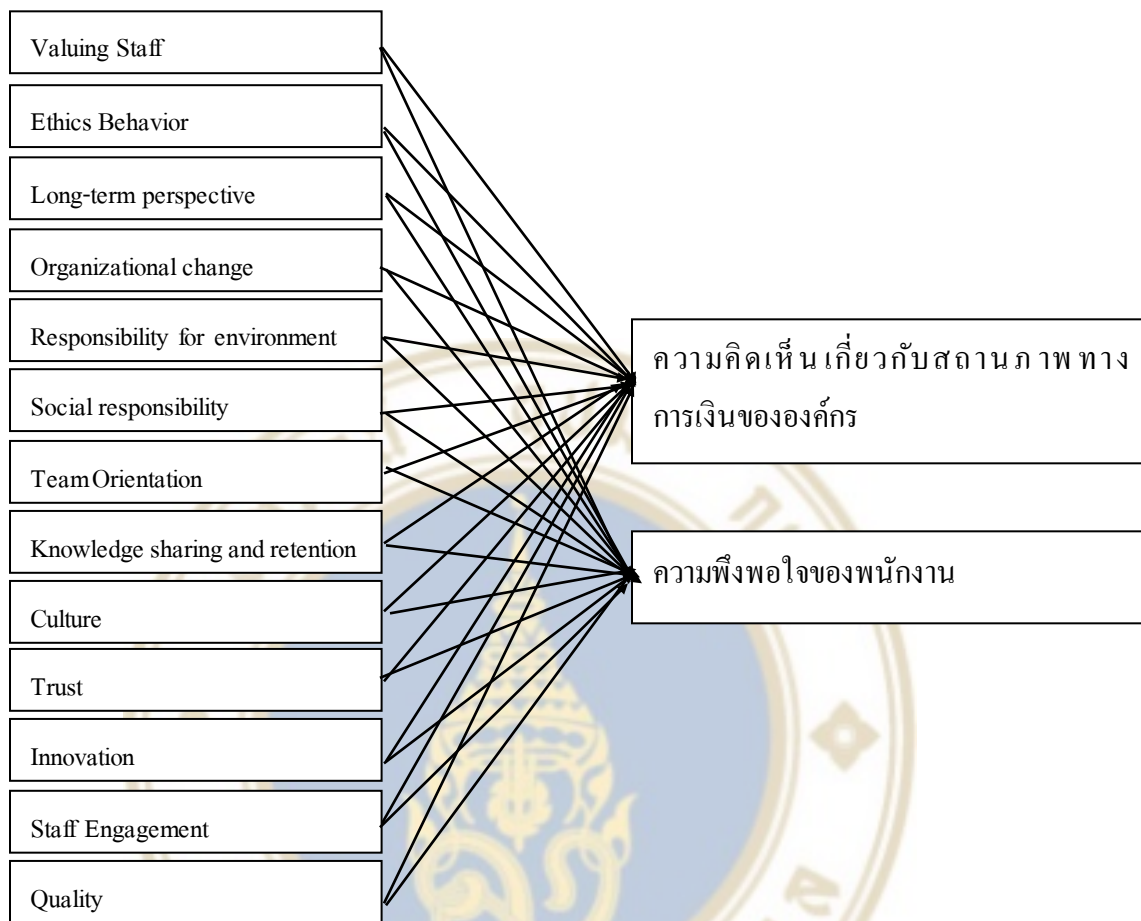 Valuing Staff
Ethics Behavior
Long-term perspective
Organizational change
Responsibility for environment
Social responsibility
Team Orientation
Knowledge sharing and retention
Culture
Trust
Innovation
Staff Engagement
Quality
ความคิดเห็นเกี่ยวกับสถานภาพทาง
การเงินขององค์กร
ความพึงพอใจของพนักงาน